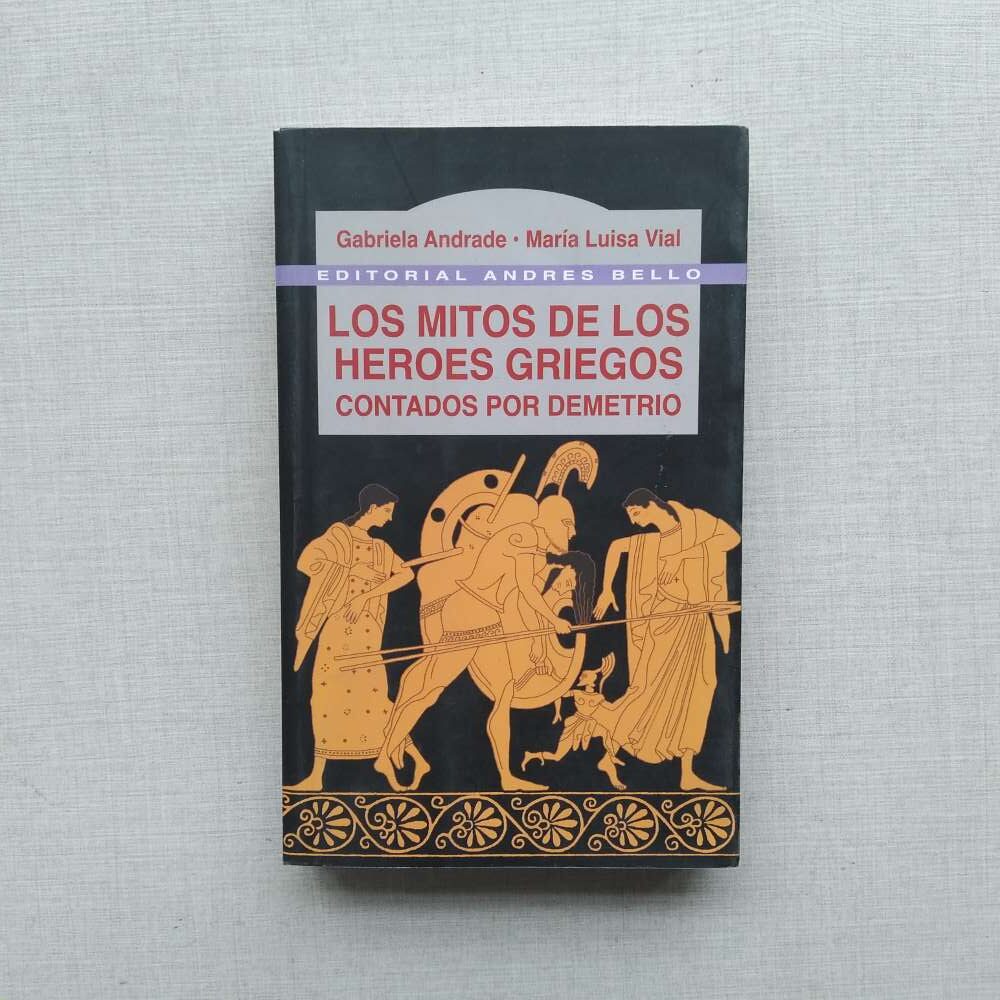 Gabriela Andrade · María Luisa Vial
EDITORIAL ANDRES BELLO
LOS MITOS DE LOS
HEROES GRIEGOS
CONTADOS POR DEMETRIO